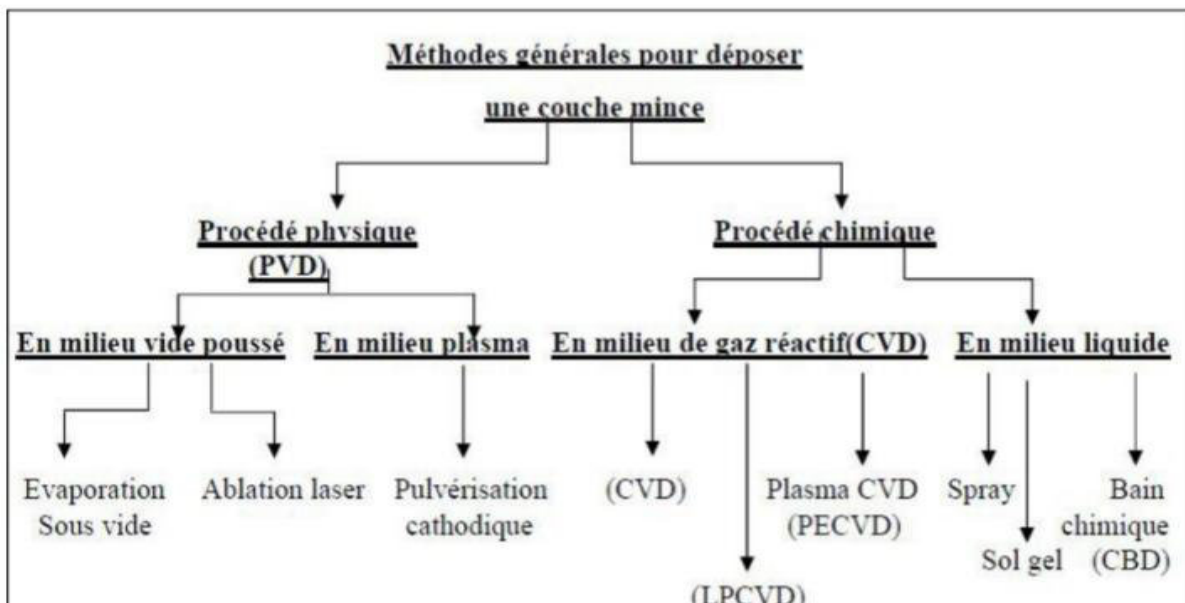 Méthodes générales pour déposer
une couche mince
Procédé physique
(PVD)
Procédé chimique
En milieu vide poussé
En milieu plasma
En milieu de gaz réactif(CVD)
En milieu liquide
Evaporation
Sous vide
Ablation laser
Pulvérisation
cathodique
(CVD)
(LPCVD)
Plasma CVD
(PECVD)
Spray
Sol gel
Bain
chimique
(CBD)